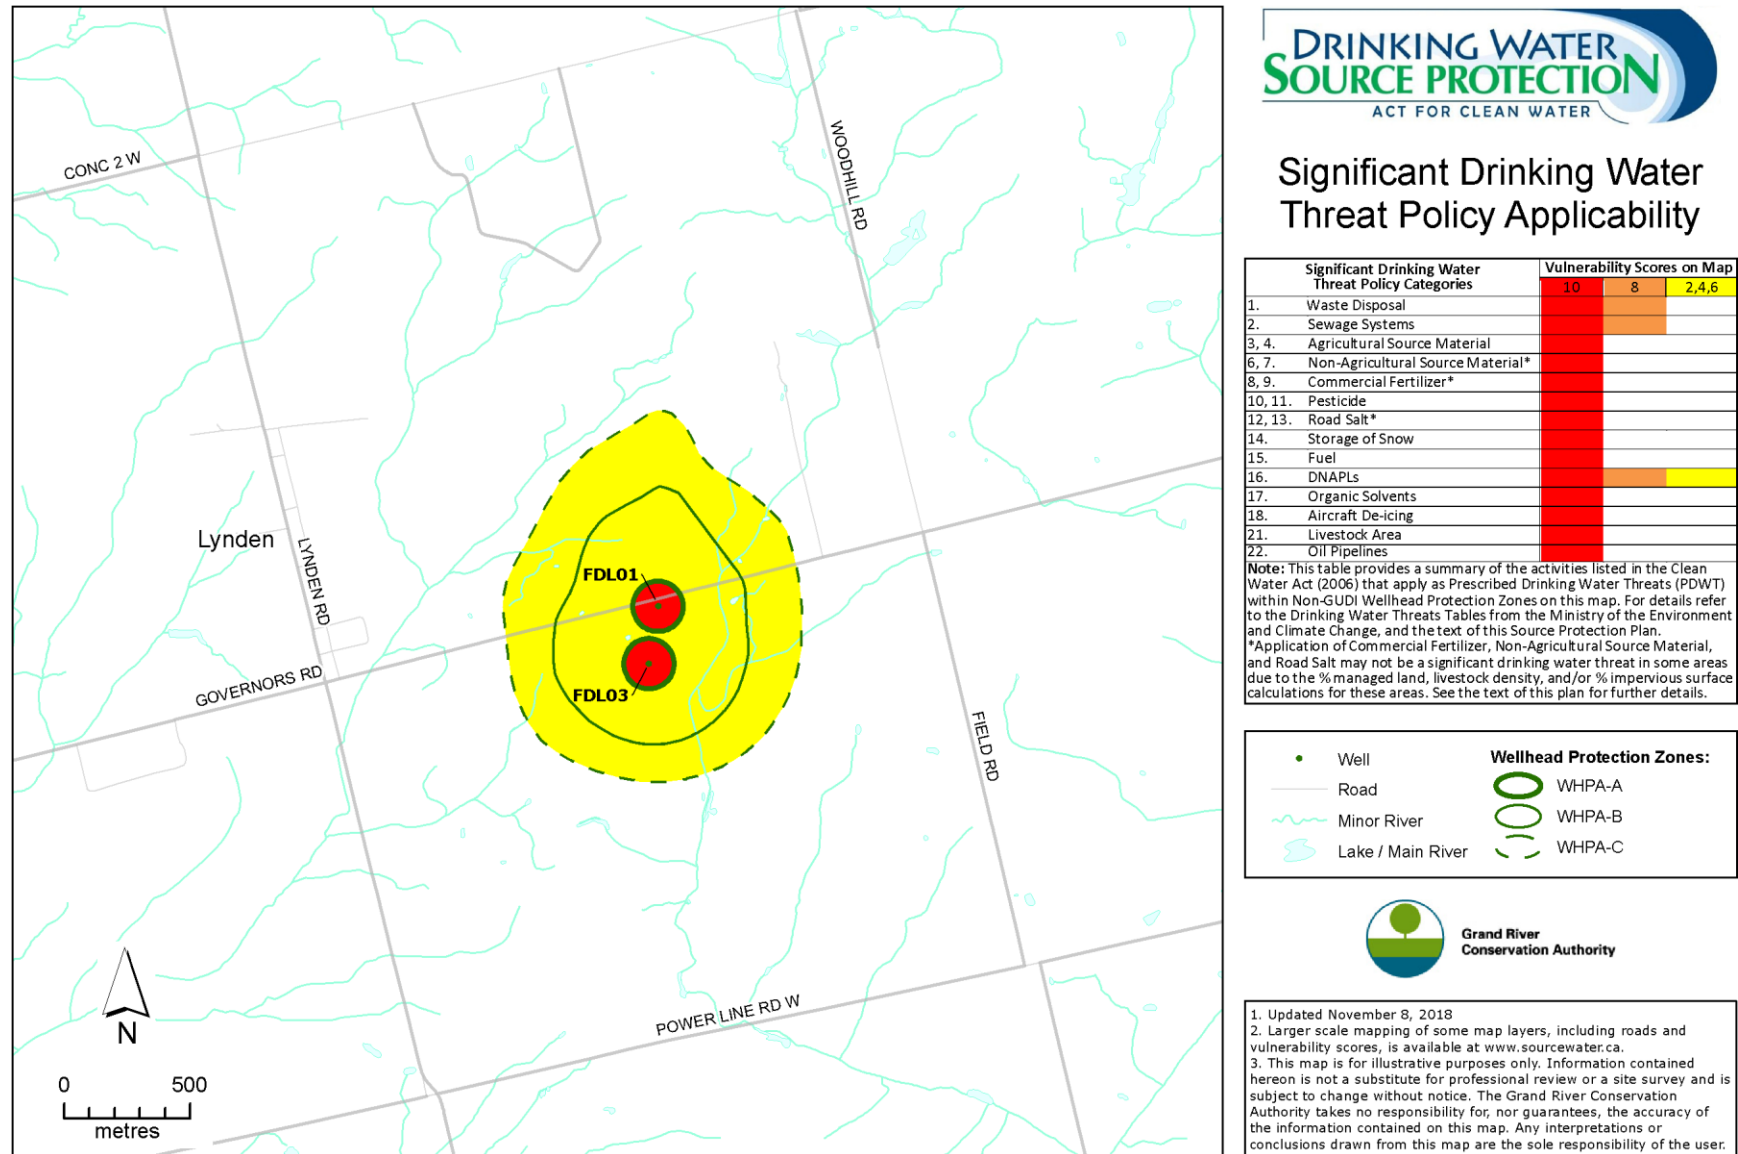 CONC 2 W
WOODHILL RD
Lynden
LYNDEN RD
FDL01
FDL03
GOVERNORS RD
FIELD RD
POWER LINE RD W
N
0 500
metres
DRINKING WATER
SOURCE PROTECTION
ACT FOR CLEAN WATER
Significant Drinking Water
Threat Policy Applicability
Significant Drinking Water Vulnerability Scores on Map
Threat Policy Categories 10 8 2,4,6
1. Waste Disposal
2. Sewage Systems
3, 4. Agricultural Source Material
6, 7. Non-Agricultural Source Material*
8, 9. Commercial Fertilizer*
10, 11. Pesticide
12, 13. Road Salt*
14. Storage of Snow
15. Fuel
16. DNAPLs
17. Organic Solvents
18. Aircraft De-icing
21. Livestock Area
22. Oil Pipelines
Note: This table provides a summary of the activities listed in the Clean
Water Act (2006) that apply as Prescribed Drinking Water Threats (PDWT)
within Non-GUDI Wellhead Protection Zones on this map. For details refer
to the Drinking Water Threats Tables from the Ministry of the Environment
and Climate Change, and the text of this Source Protection Plan.
*Application of Commercial Fertilizer, Non-Agricultural Source Material,
and Road Salt may not be a significant drinking water threat in some areas
due to the % managed land, livestock density, and/or % impervious surface
calculations for these areas. See the text of this plan for further details.
Well
Road
Minor River
Lake / Main River
Wellhead Protection Zones:
WHPA-A
WHPA-B
WHPA-C
Grand River
Conservation Authority
1. Updated November 8, 2018
2. Larger scale mapping of some map layers, including roads and
vulnerability scores, is available at www.sourcewater.ca.
3. This map is for illustrative purposes only. Information contained
hereon is not a substitute for professional review or a site survey and is
subject to change without notice. The Grand River Conservation
Authority takes no responsibility for, nor guarantees, the accuracy of
the information contained on this map. Any interpretations or
conclusions drawn from this map are the sole responsibility of the user.